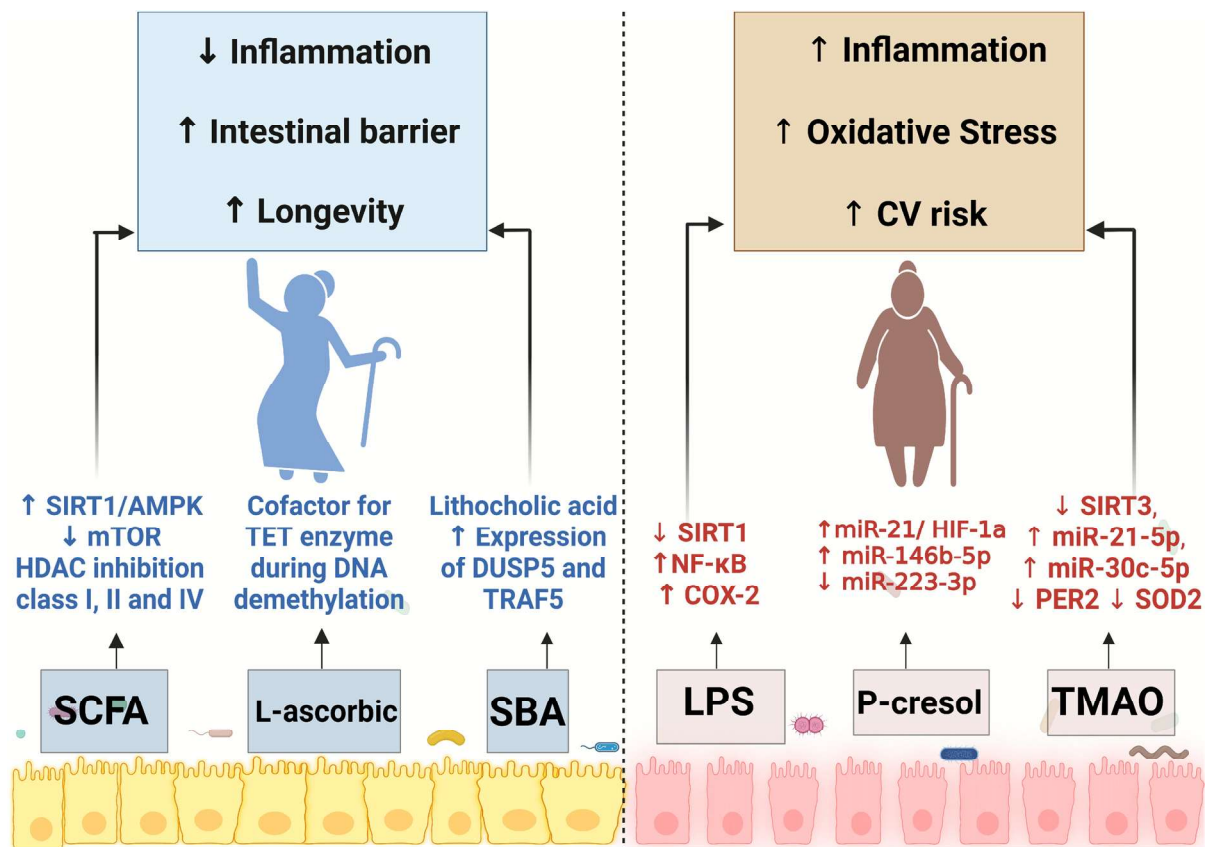 ↓ Inflammation
↑ Intestinal barrier
↑ Longevity
↑ SIRT1/AMPK
↓ mTOR
HDAC inhibition
class I, II and IV
Cofactor for
TET enzyme
during DNA
demethylation
Lithocholic acid
↑ Expression
of DUSP5 and
TRAF5
SCFA
L-ascorbic
SBA
↑ Inflammation
↑ Oxidative Stress
↑ CV risk
↓ SIRT1
↑NF-κB
↑ COX-2
↑miR-21/ HIF-1a
↑ miR-146b-5p
↓ miR-223-3p
↓ SIRT3,
↑ miR-21-5p,
↑ miR-30c-5p
↓ PER2 ↓ SOD2
LPS
P-cresol
TMAO